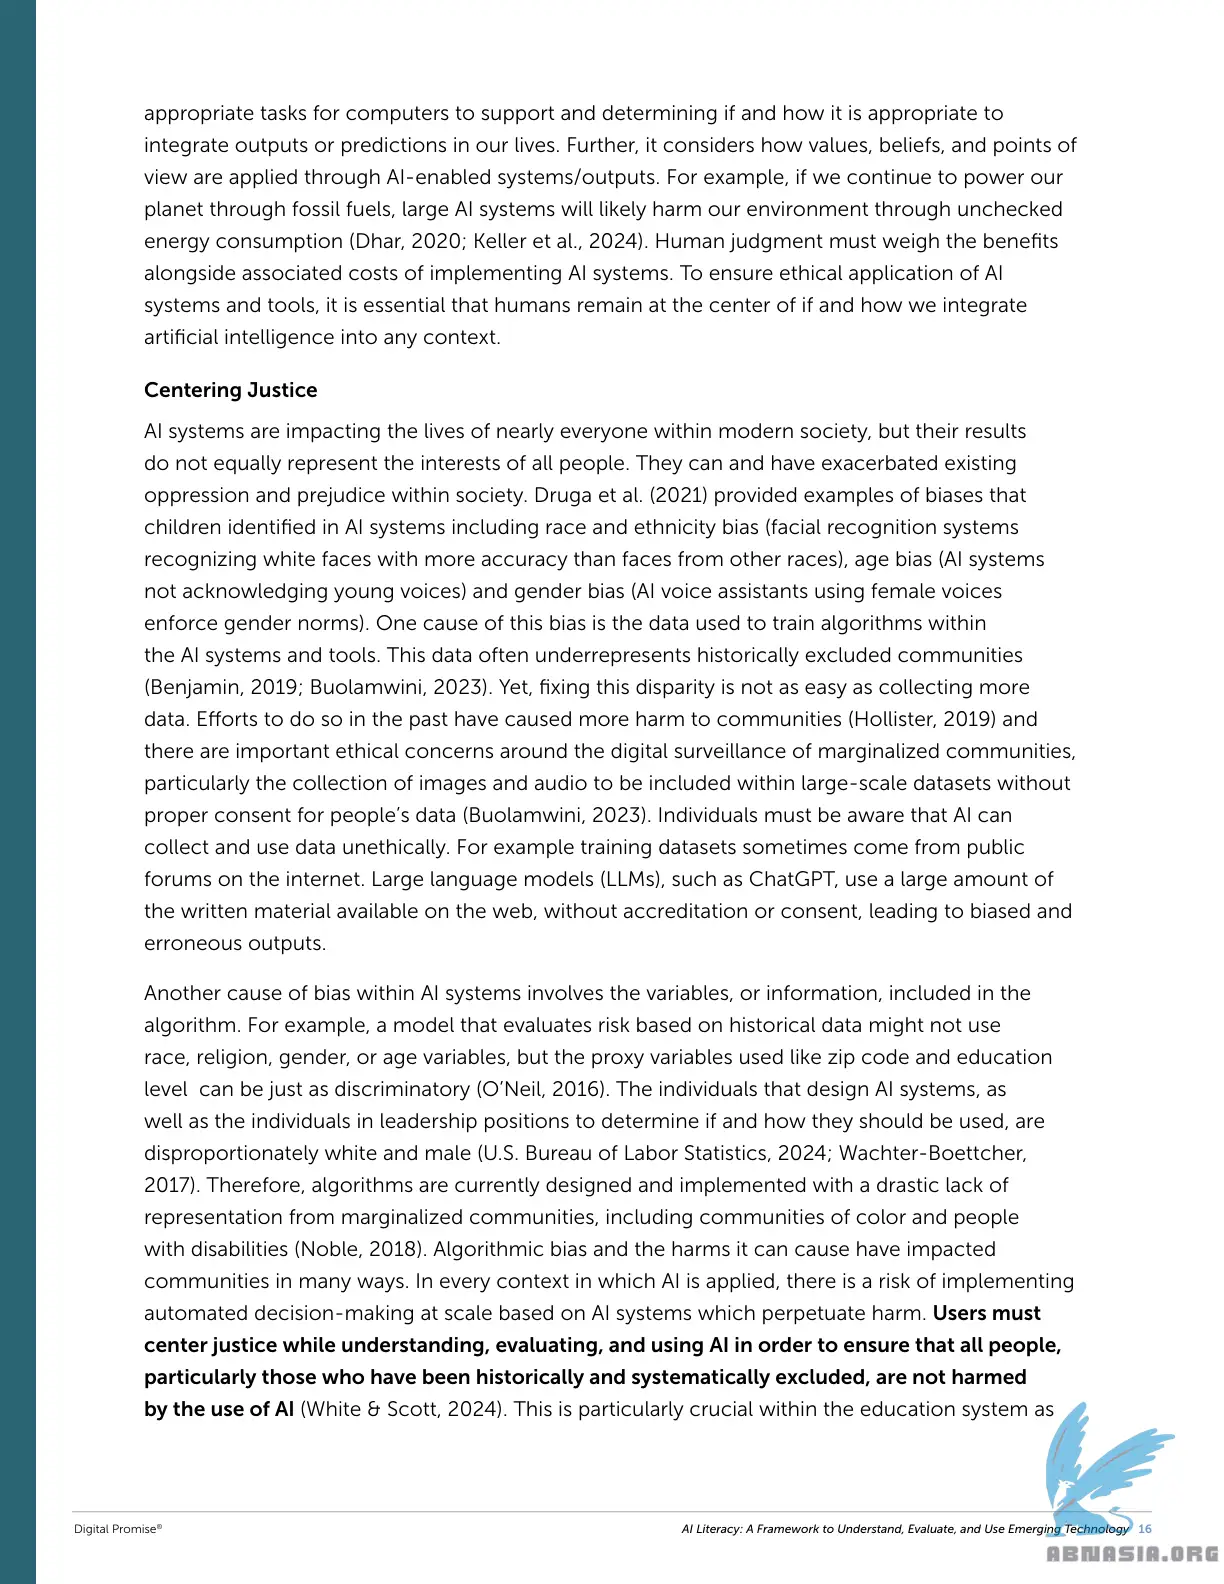 appropriate tasks for computers to support and determining if and how it is appropriate to
integrate outputs or predictions in our lives. Further, it considers how values, beliefs, and points of
view are applied through AI-enabled systems/outputs. For example, if we continue to power our
planet through fossil fuels, large AI systems will likely harm our environment through unchecked
energy consumption (Dhar, 2020; Keller et al., 2024). Human judgment must weigh the benefits
alongside associated costs of implementing AI systems. To ensure ethical application of AI
systems and tools, it is essential that humans remain at the center of if and how we integrate
artificial intelligence into any context.
Centering Justice
AI systems are impacting the lives of nearly everyone within modern society, but their results
do not equally represent the interests of all people. They can and have exacerbated existing
oppression and prejudice within society. Druga et al. (2021) provided examples of biases that
children identified in AI systems including race and ethnicity bias (facial recognition systems
recognizing white faces with more accuracy than faces from other races), age bias (AI systems
not acknowledging young voices) and gender bias (AI voice assistants using female voices
enforce gender norms). One cause of this bias is the data used to train algorithms within
the AI systems and tools. This data often underrepresents historically excluded communities
(Benjamin, 2019; Buolamwini, 2023). Yet, fixing this disparity is not as easy as collecting more
data. Efforts to do so in the past have caused more harm to communities (Hollister, 2019) and
there are important ethical concerns around the digital surveillance of marginalized communities,
particularly the collection of images and audio to be included within large-scale datasets without
proper consent for people's data (Buolamwini, 2023). Individuals must be aware that AI can
collect and use data unethically. For example training datasets sometimes come from public
forums on the internet. Large language models (LLMs), such as ChatGPT, use a large amount of
the written material available on the web, without accreditation or consent, leading to biased and
erroneous outputs.
Another cause of bias within AI systems involves the variables, or information, included in the
algorithm. For example, a model that evaluates risk based on historical data might not use
race, religion, gender, or age variables, but the proxy variables used like zip code and education
level  can be just as discriminatory (O'Neil, 2016). The individuals that design AI systems, as
well as the individuals in leadership positions to determine if and how they should be used, are
disproportionately white and male (U.S. Bureau of Labor Statistics, 2024; Wachter-Boettcher,
2017). Therefore, algorithms are currently designed and implemented with a drastic lack of
representation from marginalized communities, including communities of color and people
with disabilities (Noble, 2018). Algorithmic bias and the harms it can cause have impacted
communities in many ways. In every context in which AI is applied, there is a risk of implementing
automated decision-making at scale based on AI systems which perpetuate harm. Users must
center justice while understanding, evaluating, and using AI in order to ensure that all people,
particularly those who have been historically and systematically excluded, are not harmed
by the use of AI (White & Scott, 2024). This is particularly crucial within the education system as
Digital Promise®
AI Literacy: A Framework to Understand, Evaluate, and Use Emerging Technology 16
ABNASIA.ORG